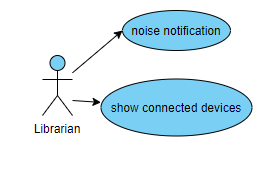 noise notification
show connected devices
Librarian